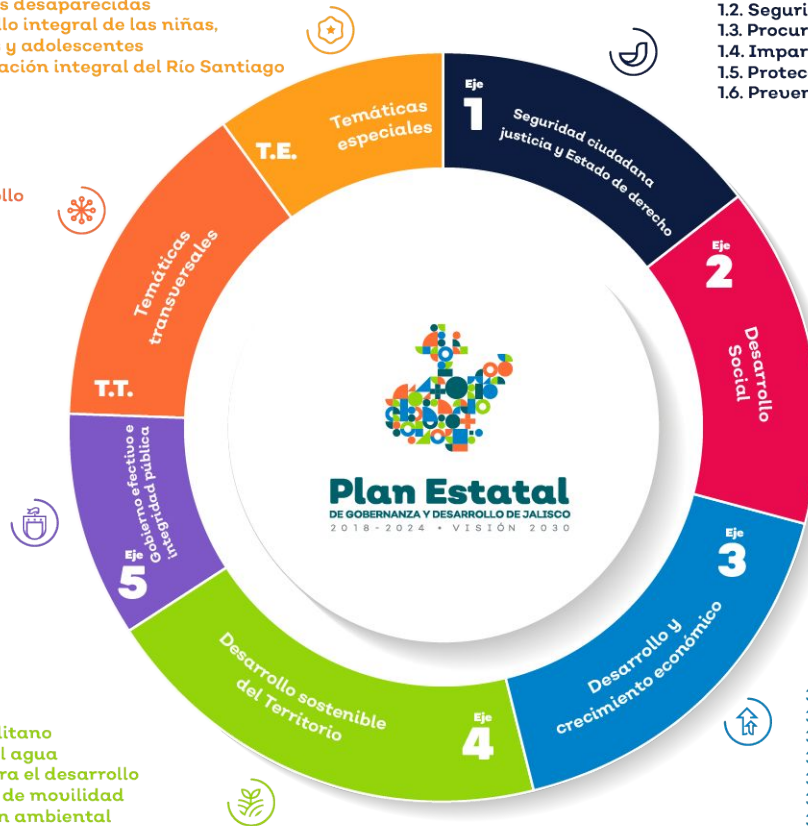 s desaparecidas
llo integral de las niñas,
y adolescentes
ación integral del Río Santiago
1.2. Seguri
1.3. Procur
1.4. Impar
1.5. Protec
1.6. Prever
llo
T.E.
Temáticas
especiales
Eje
1
Seguridad ciudadana
justicia y Estado de derecho
Eje
2
Desarrollo
Social
Temáticas
transversales
T.T.
Plan Estatal
DE GOBERNANZA Y DESARROLLO DE JALISCO
2018-2024 • VISIÓN 2030
Gobierno efectivo e
integridad pública
Eje
5
Eje
3
Desarrollo y
crecimiento económico
Desarrollo sostenible
del Territorio
Eje
4
litano
l agua
ra el desarrollo
de movilidad
n ambiental